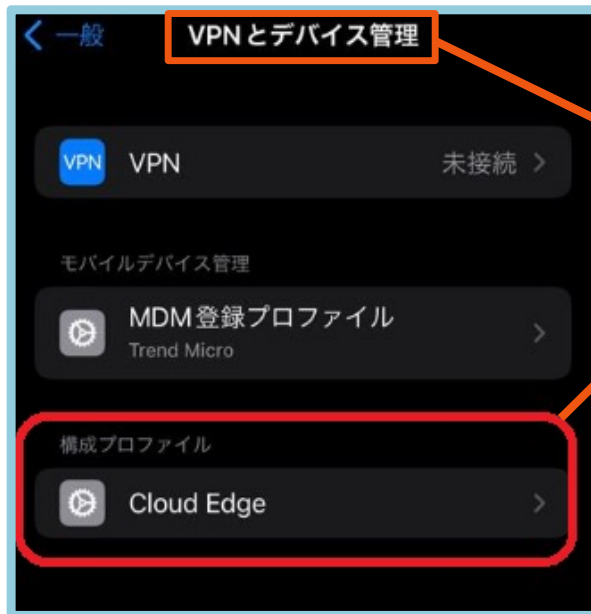 一般
VPNとデバイス管理
VPN VPN 未接続
モバイルデバイス管理
MDM登録プロファイル
Trend Micro
構成プロファイル
Cloud Edge